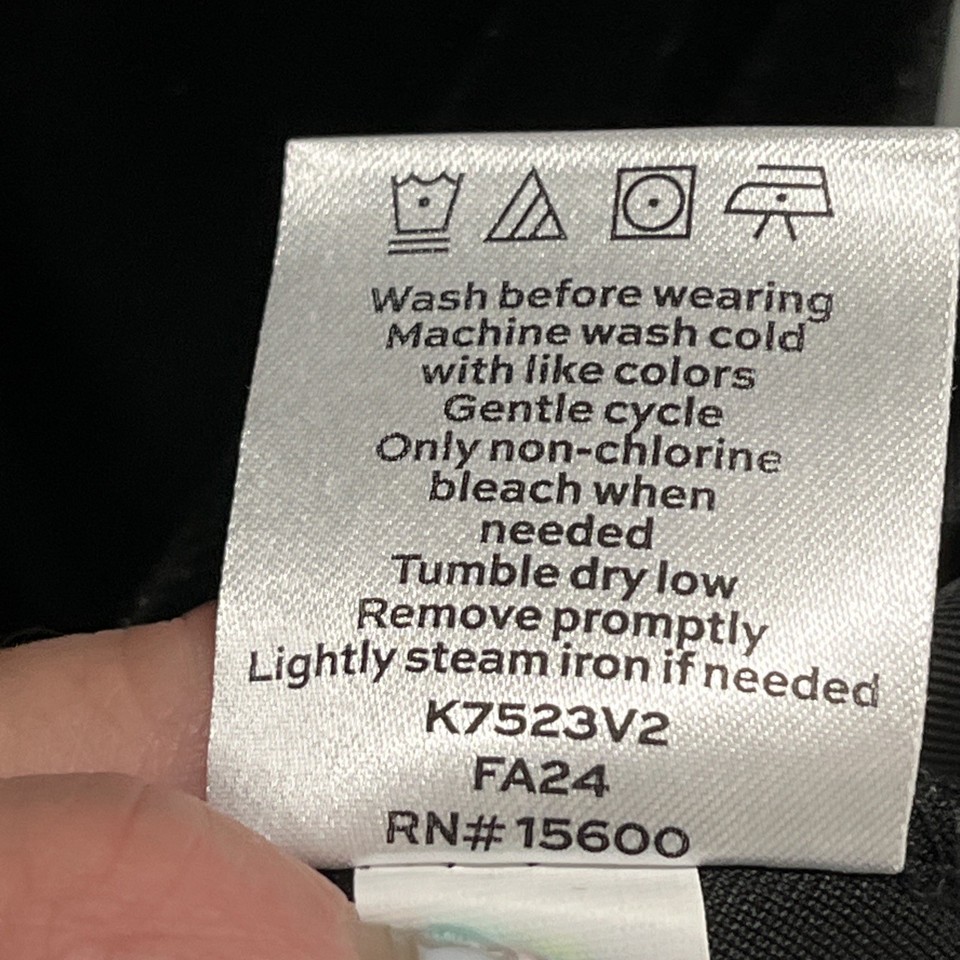 Wash before wearing
Machine wash cold
with like colors
Gentle cycle
Only non-chlorine
bleach when
needed
Tumble dry low
Remove promptly
Lightly steam iron if needed
K7523V2
FA24
RN# 15600